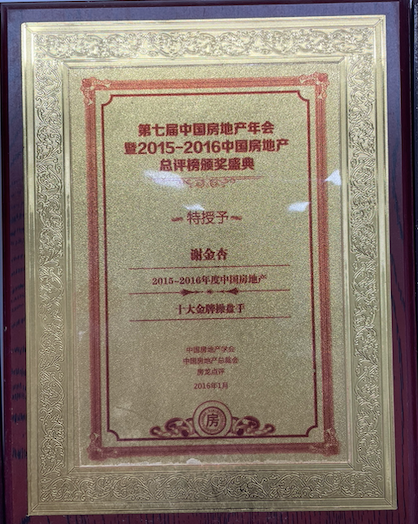 第七届中国房地产年会
暨2015-2016中国房地产
总评榜颁奖盛典
特授予
谢金杏
2015-2016年度中国房地产
十大金牌操盘手
中国房地产学会
中国房地产总裁会
房龙点评
2016年1月
房